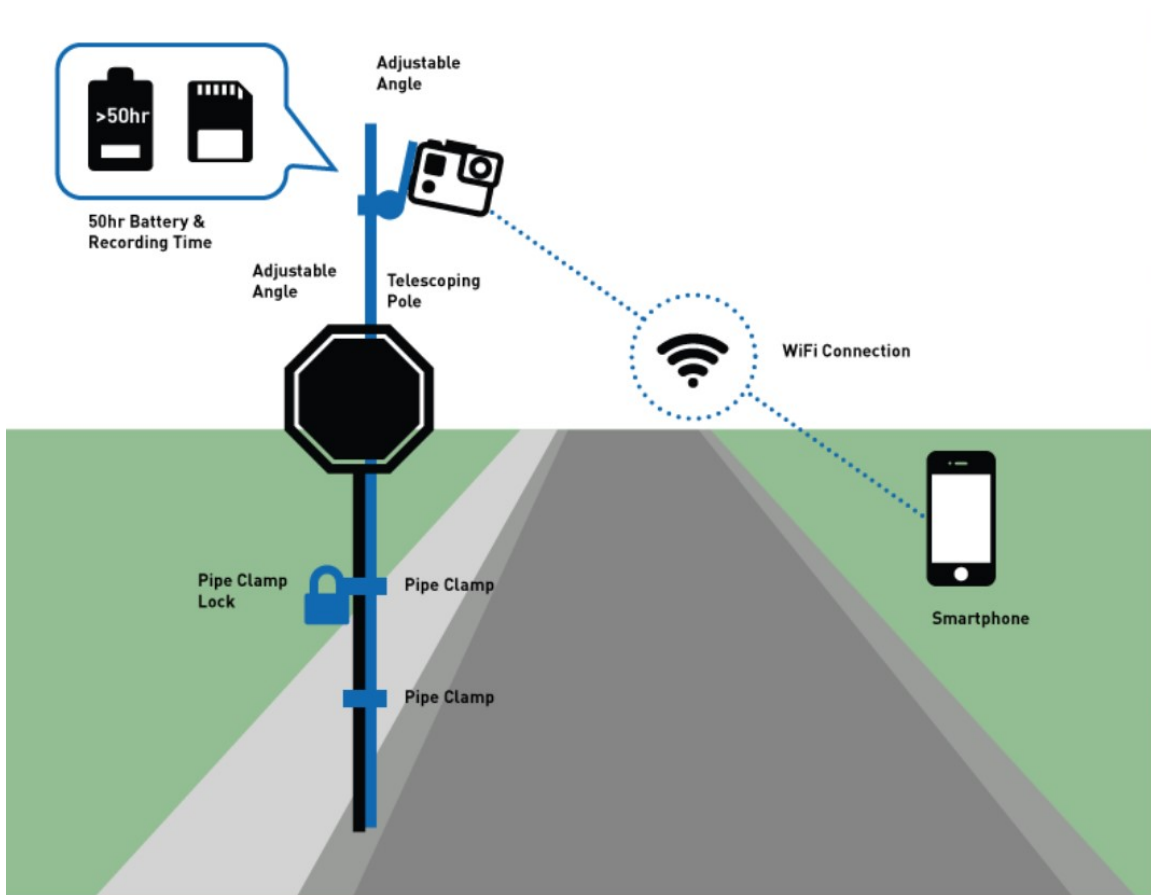 Adjustable
Angle
>50hr
50hr Battery &
Recording Time
Adjustable
Angle
Telescoping
Pole
WiFi Connection
Pipe Clamp
Lock
Pipe Clamp
Smartphone
Pipe Clamp